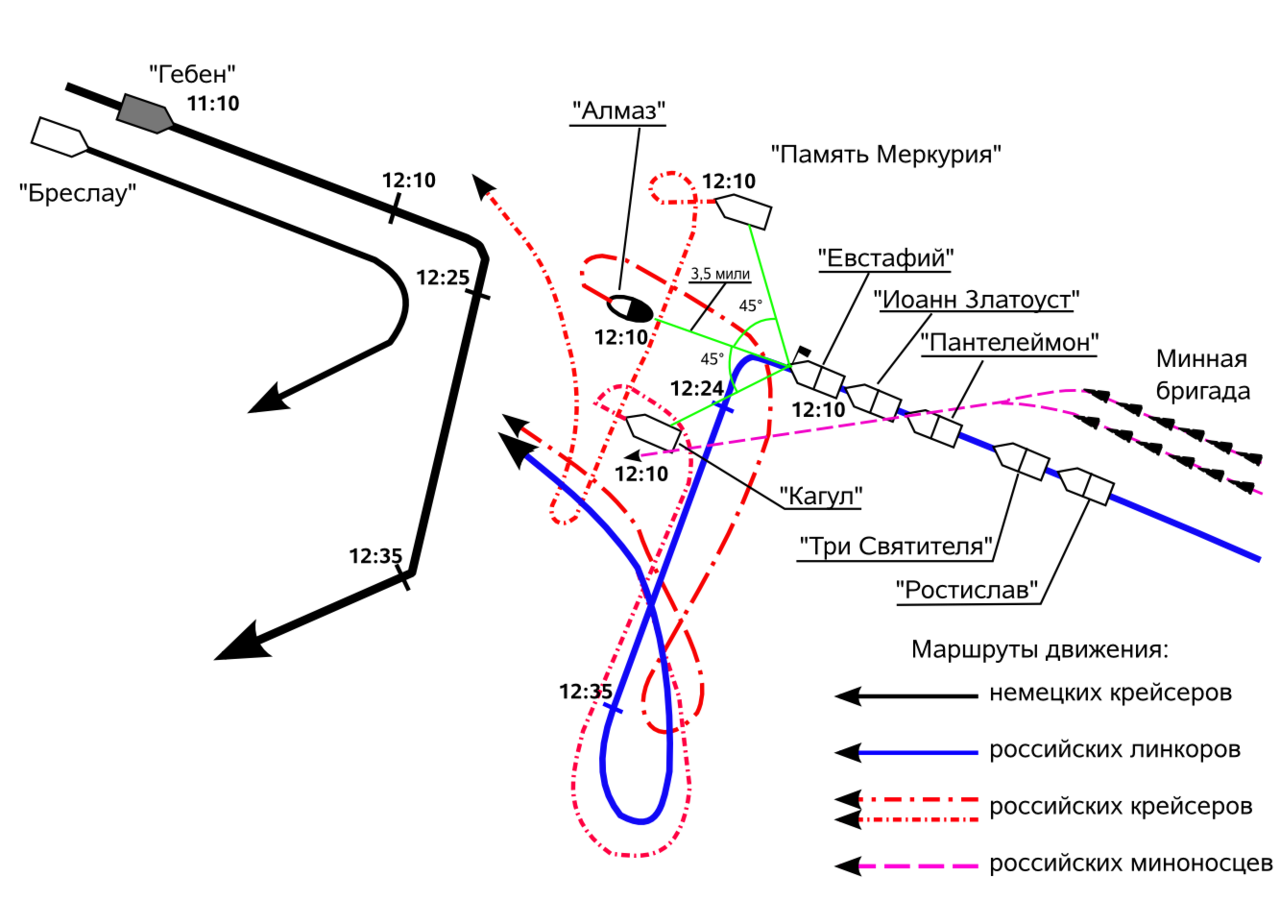 "Гебен"
11:10
"Бреслау"
12:10
12:25
12:35
"Алмаз"
"Память Меркурия"
12:10
3,5 мили
45°
45°
12:10
12:24
"Евстафий"
"Иоанн Златоуст"
"Пантелеймон"
12:10
Минная
бригада
12:10
"Кагул"
"Три Святителя"
"Ростислав"
12:35
Маршруты движения:
немецких крейсеров
российских линкоров
российских крейсеров
российских миноносцев